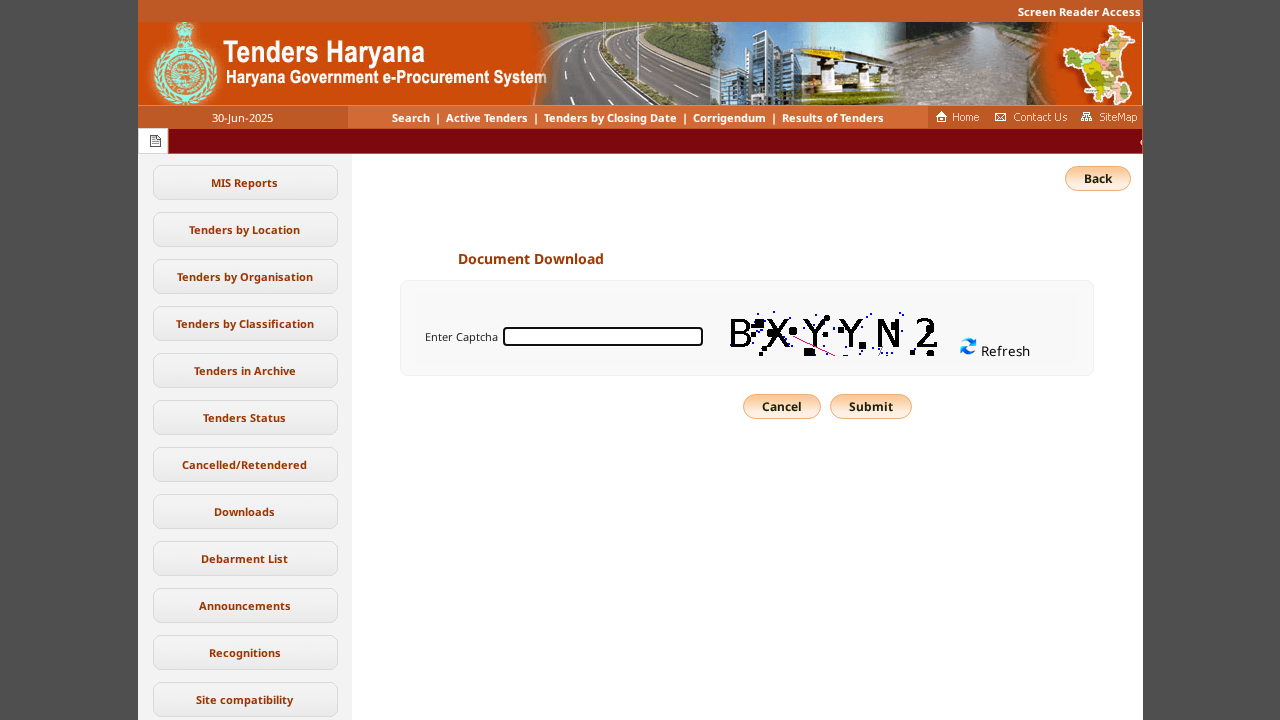 Screen Reader Access
Tenders Haryana
Haryana Government e-Procurement System
30-Jun-2025
Search | Active Tenders | Tenders by Closing Date | Corrigendum | Results of Tenders
Home
Contact Us
SiteMap
MIS Reports
Back
Tenders by Location
Document Download
Tenders by Organisation
Tenders by Classification
Enter Captcha
BXYYN2
Refresh
Tenders in Archive
Cancel
Submit
Tenders Status
Cancelled/Retendered
Downloads
Debarment List
Announcements
Recognitions
Site compatibility